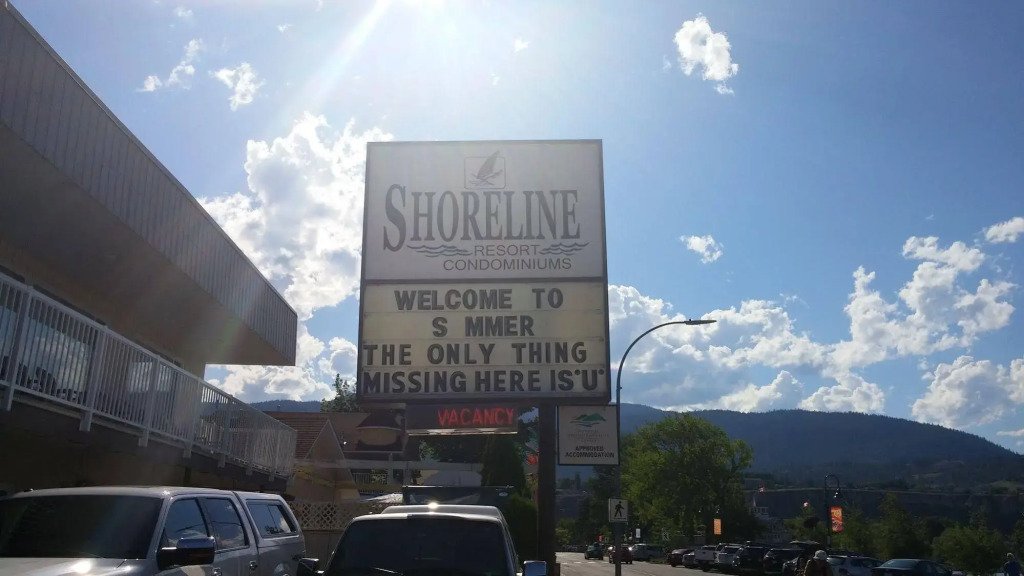 SHORELINE
RESORT
CONDOMINIUMS
WELCOME TO
S MMER
THE ONLY THING
MISSING HERE IS "U"
VACANCY
APPROVED
ACCOMMODATION